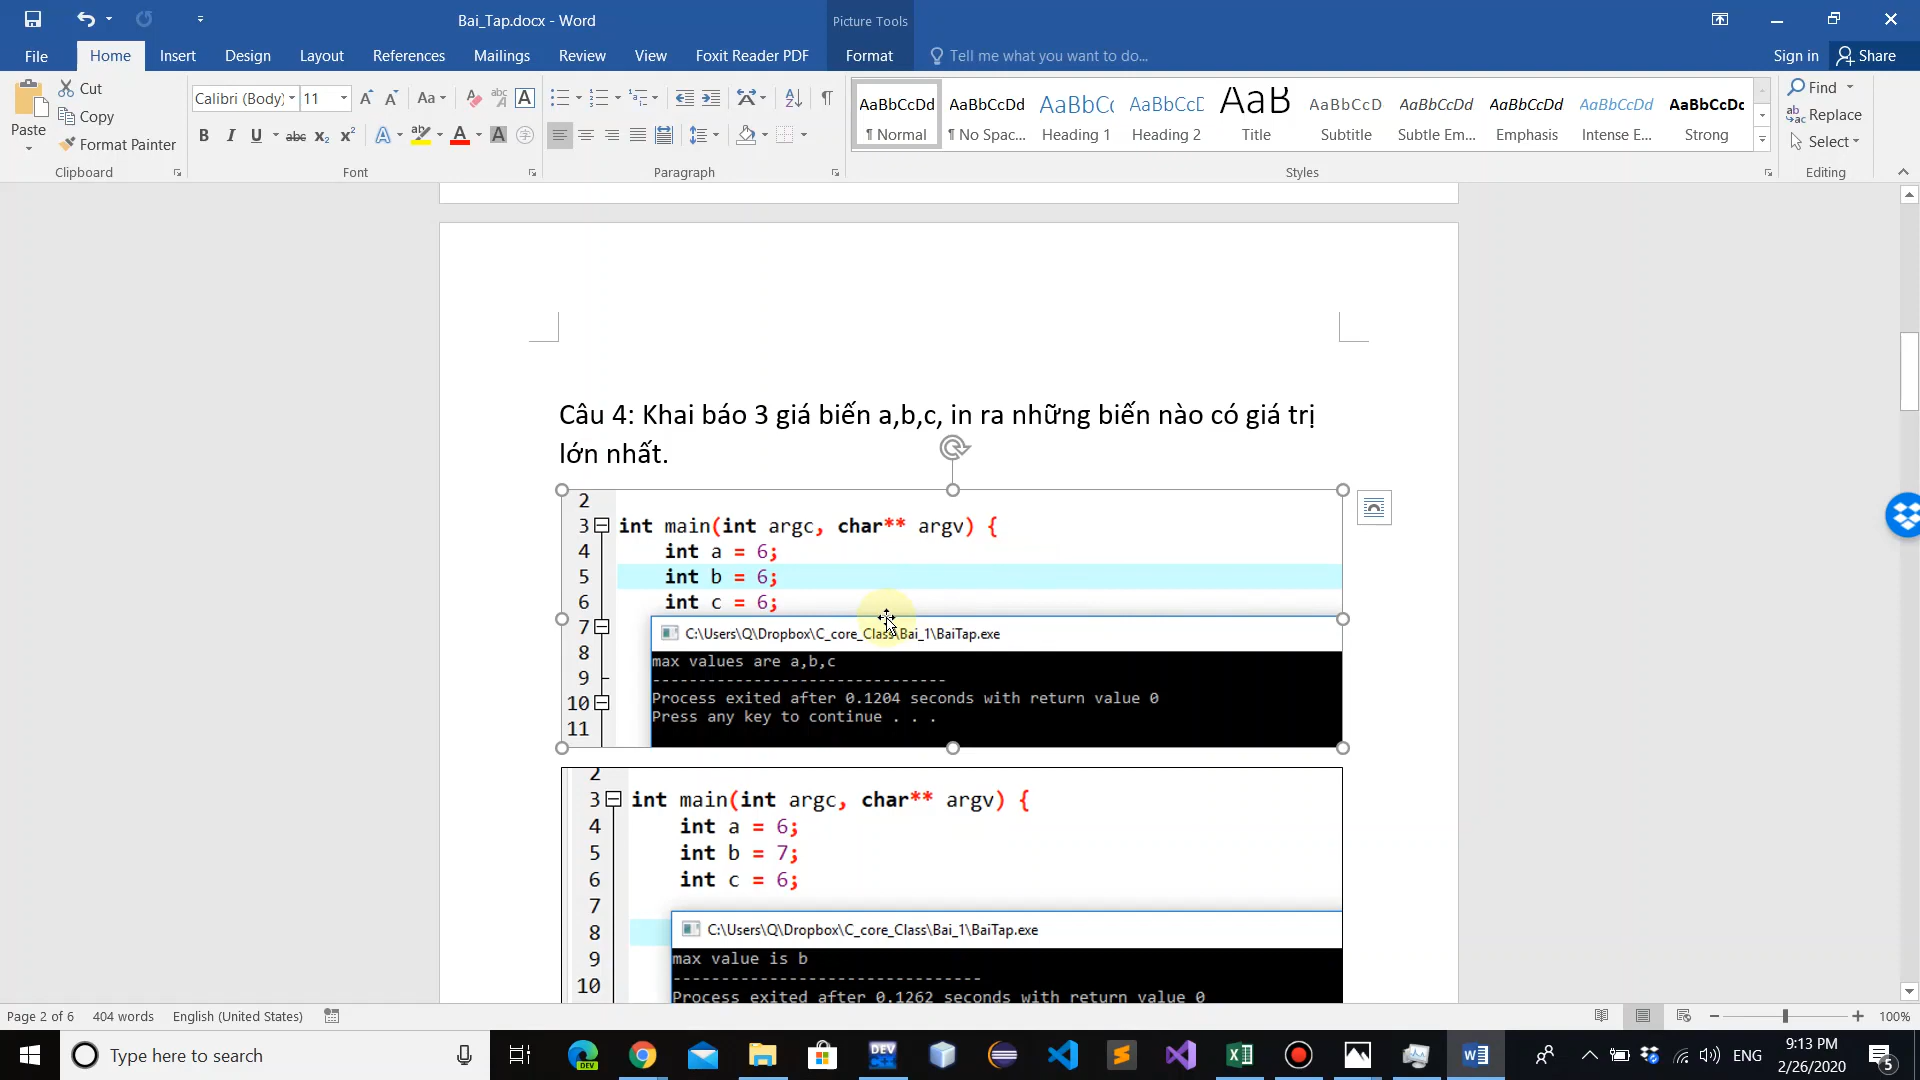 Bai_Tap.docx - Word
Picture Tools
File
Home
Insert
Design
Layout
References
Mailings
Review
View
Foxit Reader PDF
Format
Tell me what you want to do...
Sign in
Share
Paste
Cut
Copy
Format Painter
Clipboard
Calibri (Body)
11
Font
Paragraph
AaBbCcDd
¶ Normal
AaBbCcDd
¶ No Spac...
AaBbCc
Heading 1
AaBbCcD
Heading 2
AaB
Title
AaBbCcD
Subtitle
AaBbCcDd
Subtle Em...
AaBbCcDd
Emphasis
AaBbCcDd
Intense E...
AaBbCcDc
Strong
Styles
Find
Replace
Select
Editing
Câu 4: Khai báo 3 giá biến a,b,c, in ra những biến nào có giá trị
lớn nhất.
2
3 int main(int argc, char** argv) {
4 int a = 6;
5 int b = 6;
6 int c = 6;
7
C:\Users\Q\Dropbox\C_core_Class\Bai_1\BaiTap.exe
8 max values are a,b,c
9 --------------------------------
10 Process exited after 0.1204 seconds with return value 0
11 Press any key to continue . . .
2
3 int main(int argc, char** argv) {
4 int a = 6;
5 int b = 7;
6 int c = 6;
7
8 C:\Users\Q\Dropbox\C_core_Class\Bai_1\BaiTap.exe
9 max value is b
--------------------------------
10 Process exited after 0.1262 seconds with return value 0
Page 2 of 6
404 words
English (United States)
100%
Type here to search
DEV
DEV
ENG
9:13 PM
2/26/2020
5